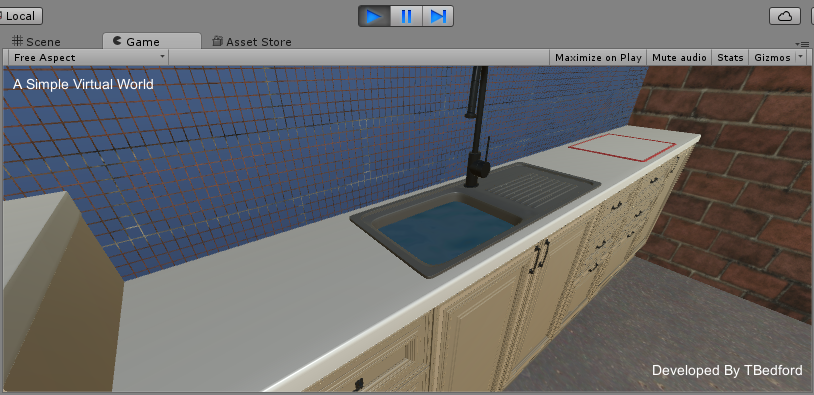 Local
Scene
Game
Asset Store
Free Aspect
Maximize on Play
Mute audio
Stats
Gizmos
A Simple Virtual World
Developed By TBedford